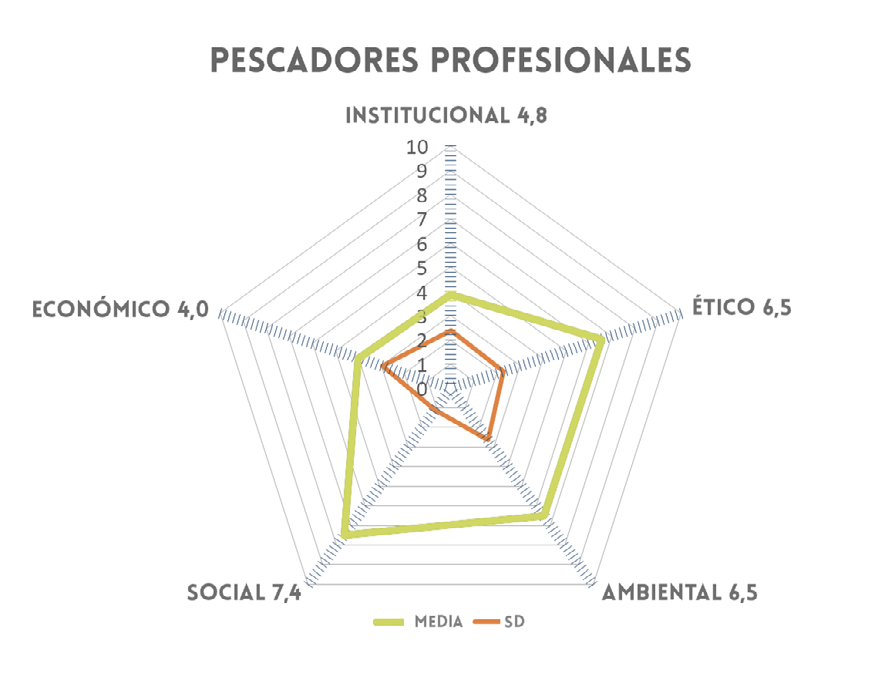 PESCADORES PROFESIONALES
INSTITUCIONAL 4,8
10
9
8
7
6
5
4
3
2
1
0
ECONÓMICO 4,0
ÉTICO 6,5
SOCIAL 7,4
AMBIENTAL 6,5
MEDIA SD